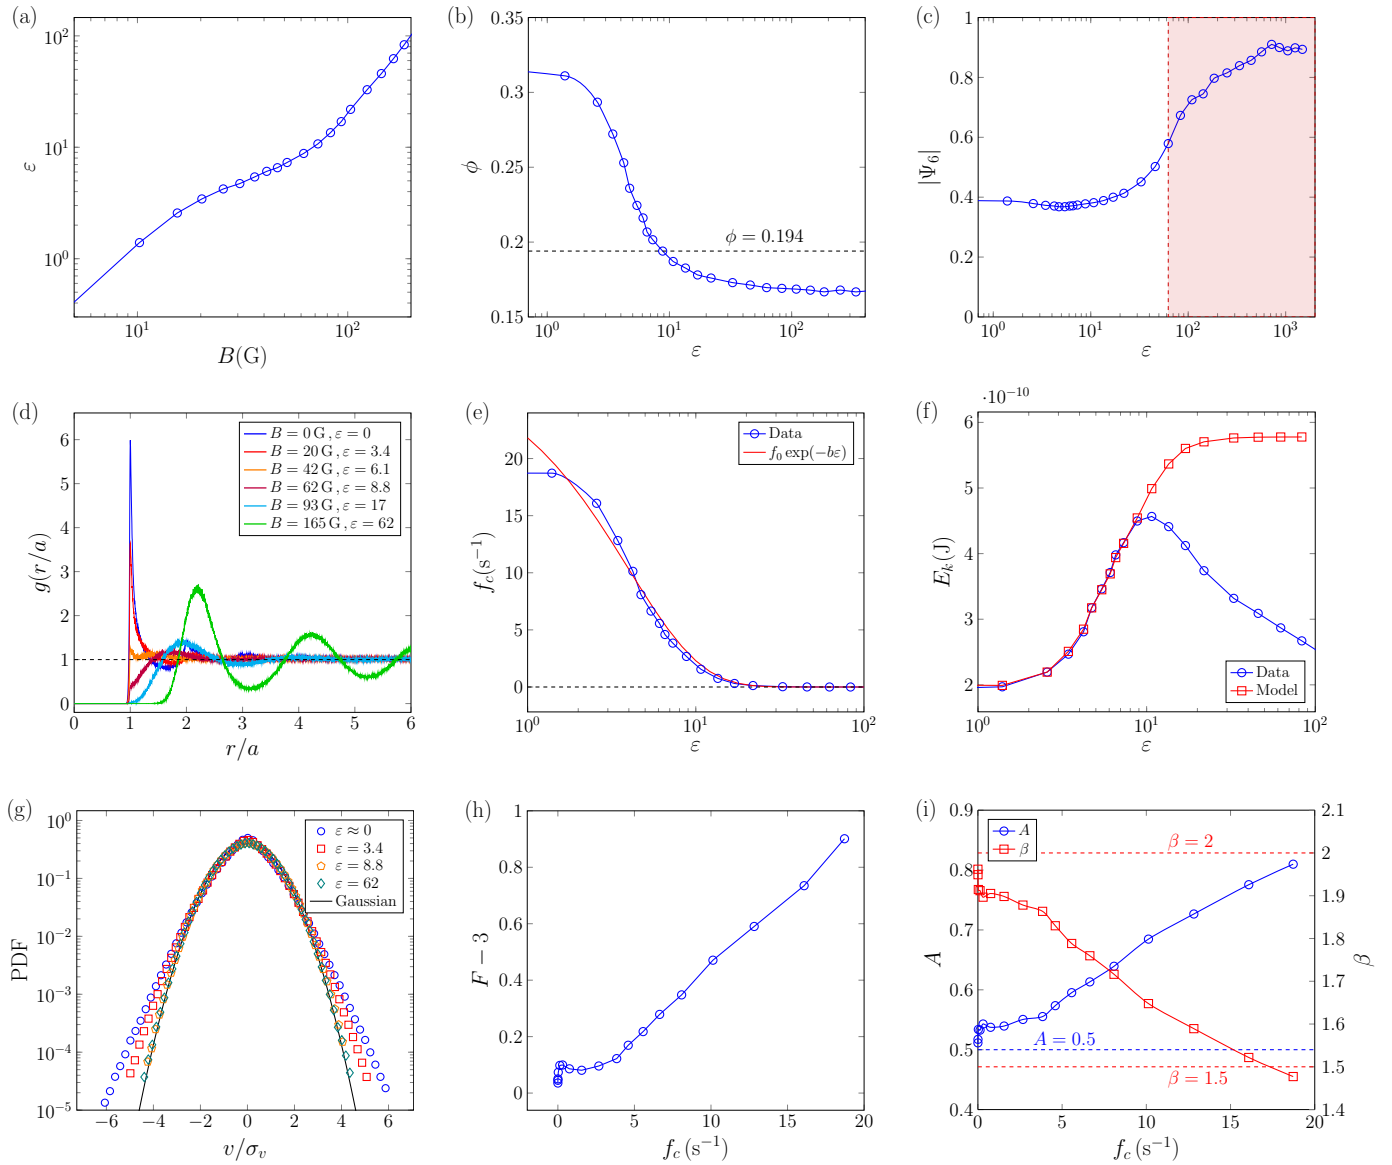 (a)
10^2
10^1
10^0
ε
10^1
10^2
B(G)
(b)
0.35
0.3
0.25
0.2
0.15
ϕ
ϕ = 0.194
10^0
10^1
10^2
ε
(c)
1
0.8
0.6
0.4
0.2
0
|Ψ_6|
10^0
10^1
10^2
10^3
ε
(d)
6
5
4
3
2
1
0
g(r/a)
B = 0 G , ε = 0
B = 20 G , ε = 3.4
B = 42 G , ε = 6.1
B = 62 G , ε = 8.8
B = 93 G , ε = 17
B = 165 G , ε = 62
0
1
2
3
4
5
6
r/a
(e)
20
15
10
5
0
f_c(s^{-1})
Data
f_0 exp(−bε)
10^0
10^1
10^2
ε
(f)
·10^{-10}
6
5
4
3
2
E_k(J)
Data
Model
10^0
10^1
10^2
ε
(g)
10^0
10^{-1}
10^{-2}
10^{-3}
10^{-4}
10^{-5}
PDF
ε ≈ 0
ε = 3.4
ε = 8.8
ε = 62
Gaussian
−6
−4
−2
0
2
4
6
v/σ_v
(h)
1
0.8
0.6
0.4
0.2
0
F − 3
0
5
10
15
20
f_c (s^{-1})
(i)
0.9
0.8
0.7
0.6
0.5
0.4
A
A
β
β = 2
A = 0.5
β = 1.5
2.1
2
1.9
1.8
1.7
1.6
1.5
1.4
β
0
5
10
15
20
f_c (s^{-1})